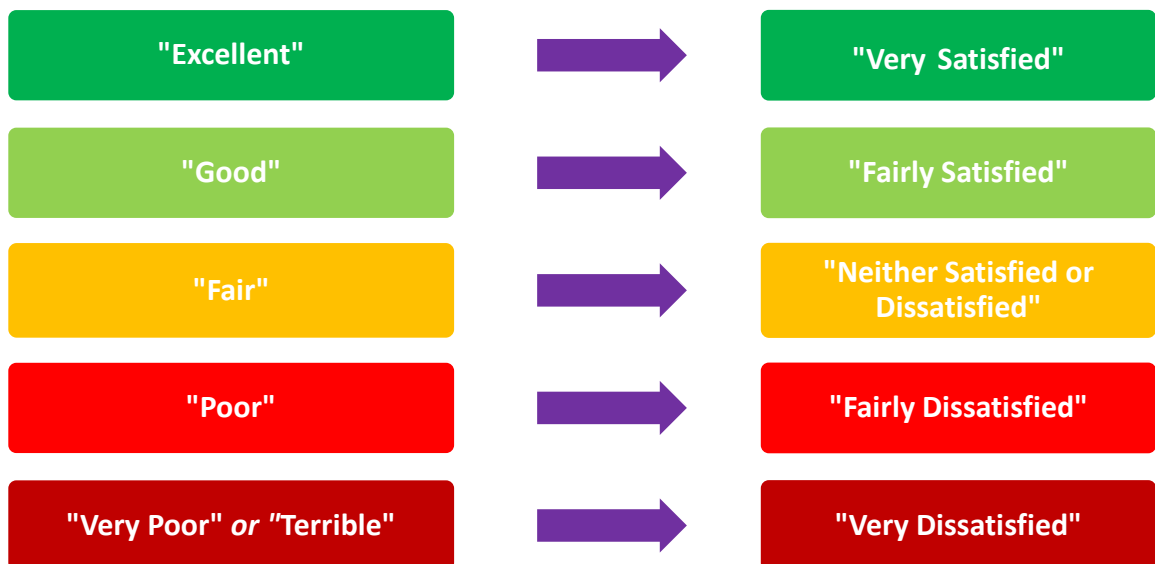 "Excellent"
"Very Satisfied"
"Good"
"Fairly Satisfied"
"Fair"
"Neither Satisfied or
Dissatisfied"
"Poor"
"Fairly Dissatisfied"
"Very Poor" or "Terrible"
"Very Dissatisfied"